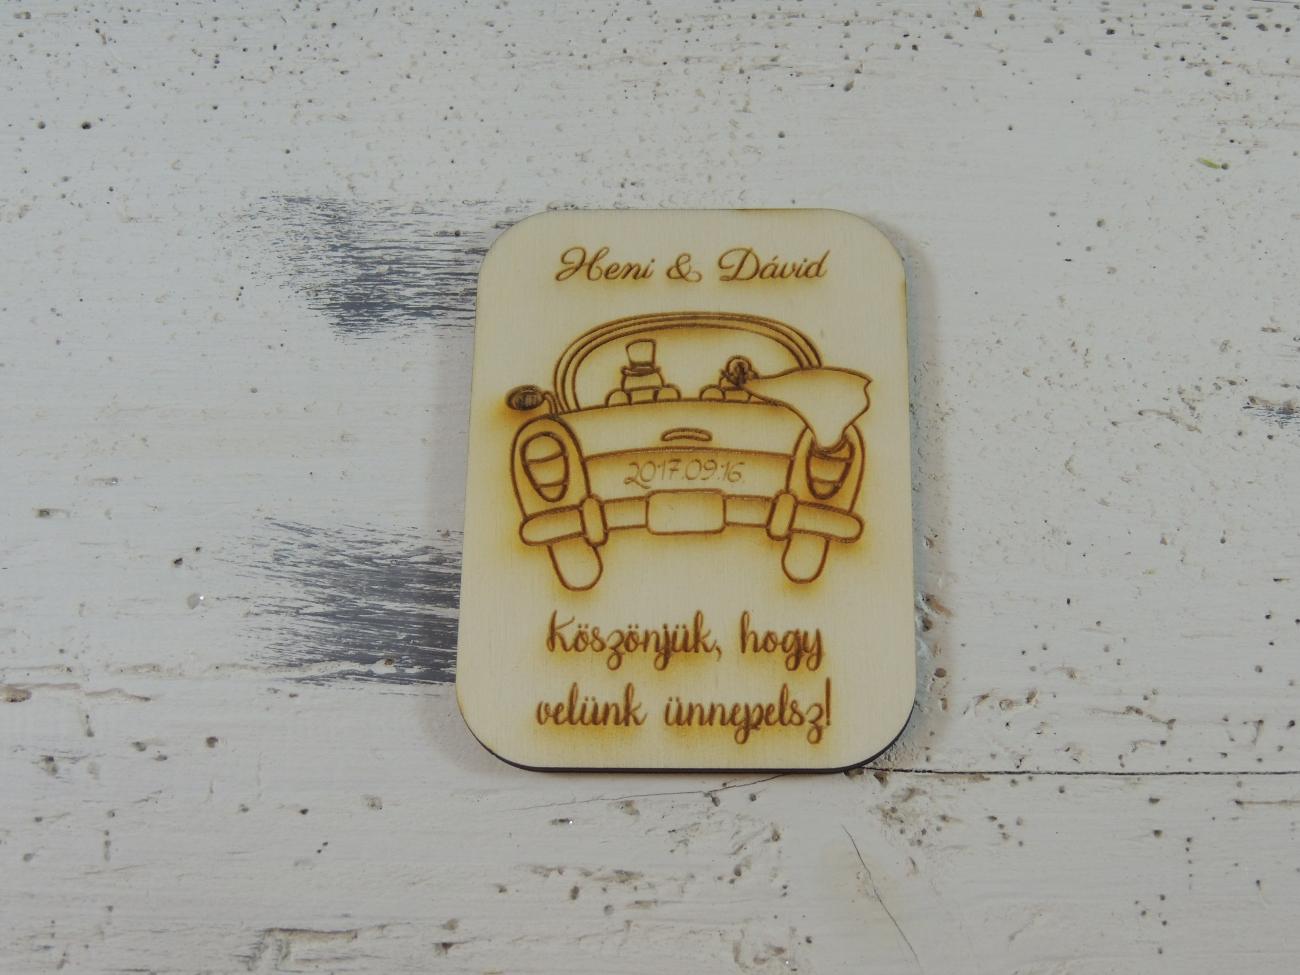 Heni & Dávid
2017.09.16.
Köszönjük, hogy
velünk ünnepelsz!